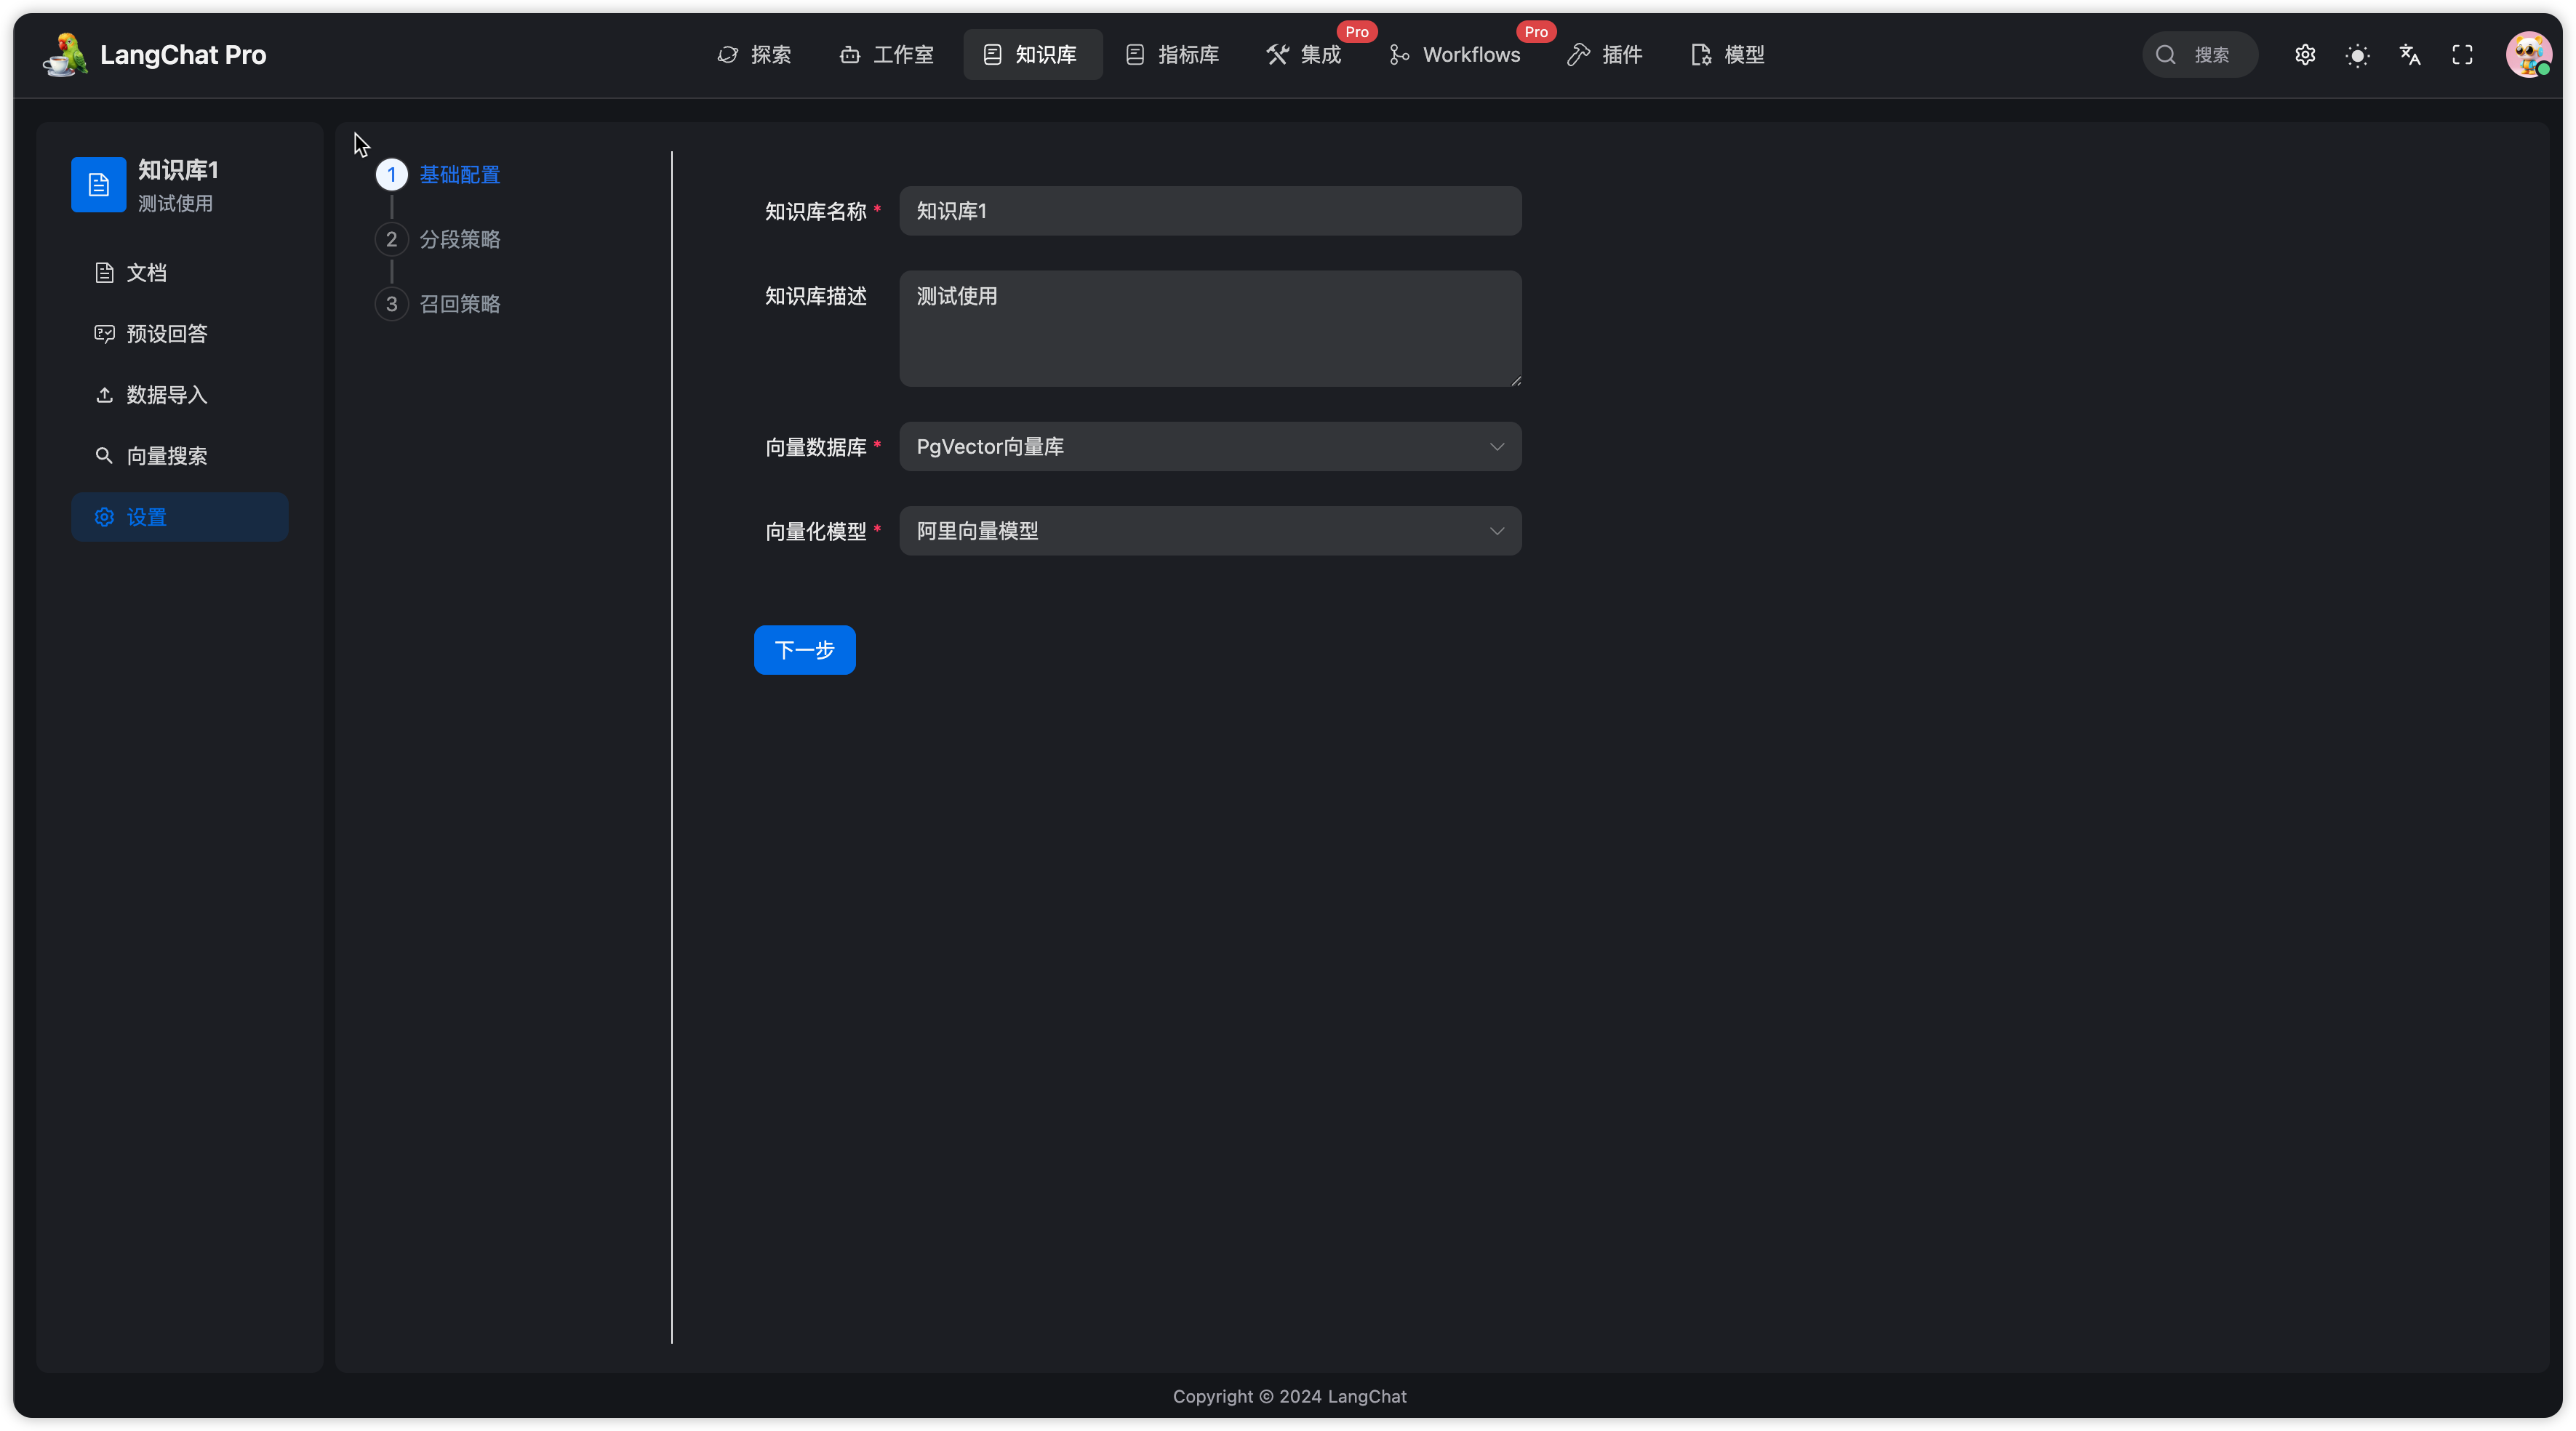 LangChat Pro
探索
工作室
知识库
指标库
集成
Pro
Workflows
Pro
插件
模型
搜索
知识库1
测试使用
文档
预设回答
数据导入
向量搜索
设置
1 基础配置
2 分段策略
3 召回策略
知识库名称 * 知识库1
知识库描述 测试使用
向量数据库 * PgVector向量库
向量化模型 * 阿里向量模型
下一步
Copyright © 2024 LangChat